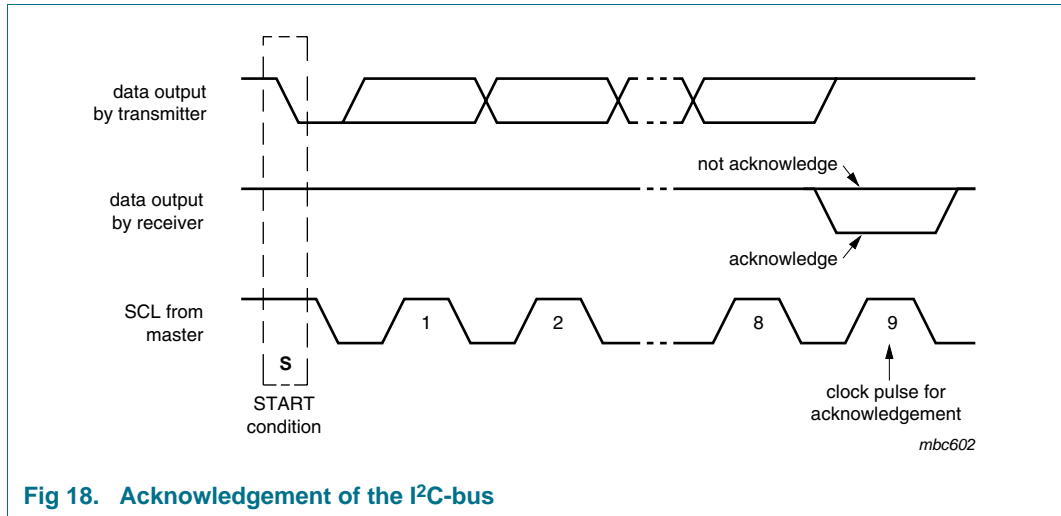 data output
by transmitter
not acknowledge
data output
by receiver
acknowledge
SCL from
master
1
2
8
9
S
START
condition
clock pulse for
acknowledgement
mbc602
Fig 18. Acknowledgement of the I²C-bus